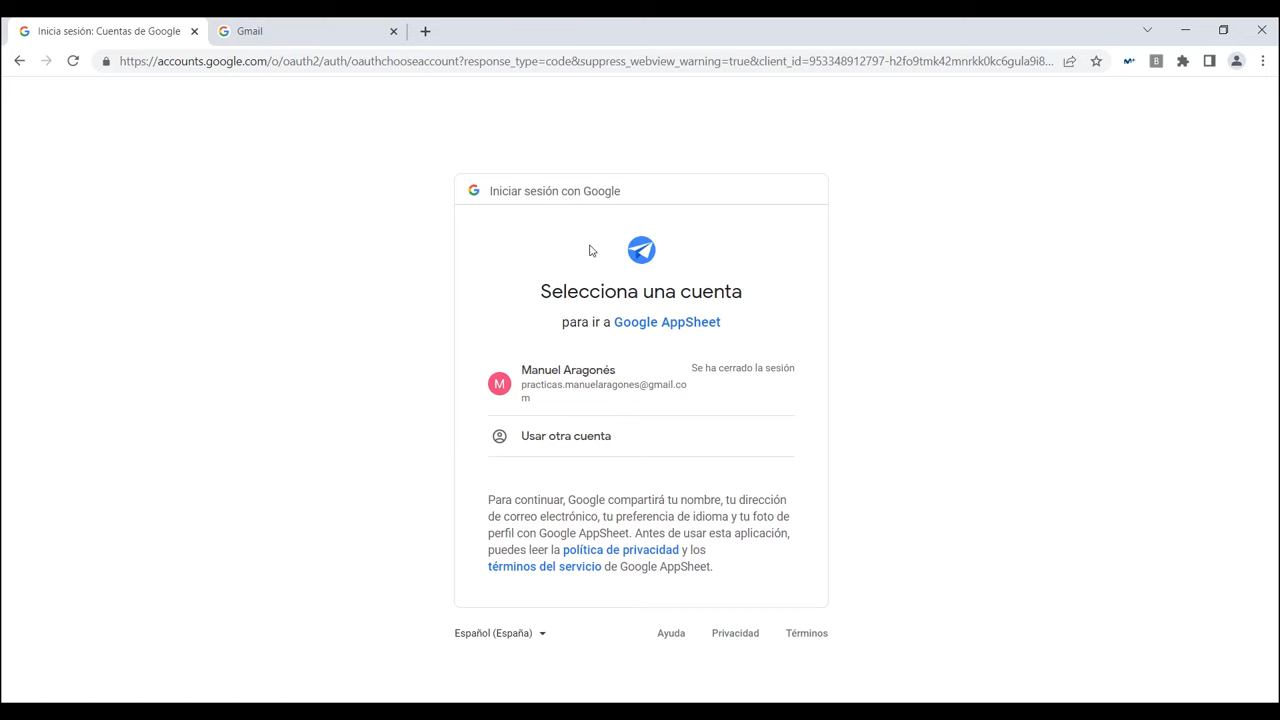 Inicia sesión: Cuentas de Google
Gmail
https://accounts.google.com/o/oauth2/auth/oauthchooseaccount?response_type=code&suppress_webview_warning=true&client_id=953348912797-h2fo9tmk42mnrkk0kc6gula9i8...
B
Iniciar sesión con Google
Selecciona una cuenta
para ir a Google AppSheet
M
Manuel Aragonés
Se ha cerrado la sesión
practicas.manuelaragones@gmail.co
m
Usar otra cuenta
Para continuar, Google compartirá tu nombre, tu dirección
de correo electrónico, tu preferencia de idioma y tu foto de
perfil con Google AppSheet. Antes de usar esta aplicación,
puedes leer la política de privacidad y los
términos del servicio de Google AppSheet.
Español (España)
Ayuda
Privacidad
Términos